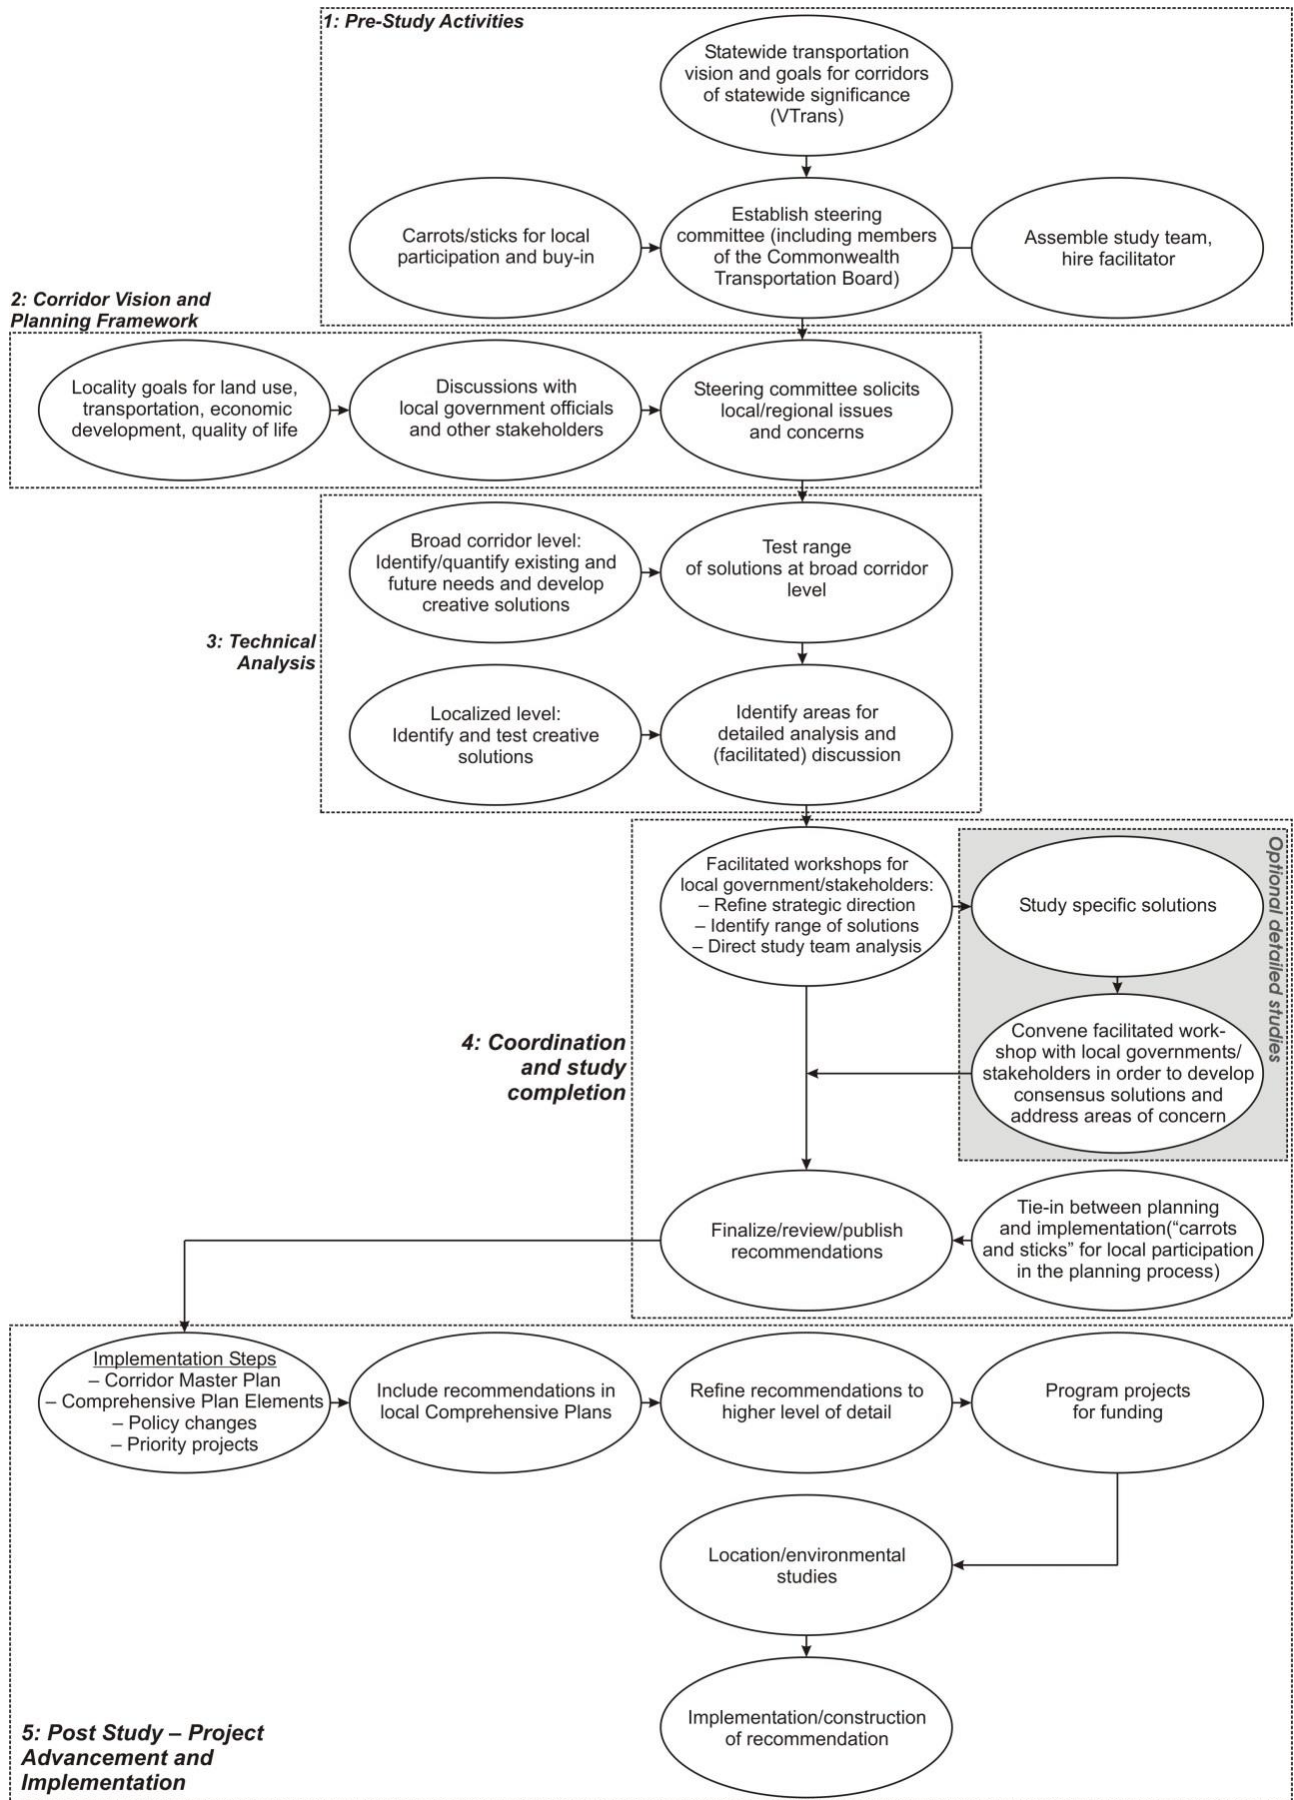 1: Pre-Study Activities
Statewide transportation
vision and goals for corridors
of statewide significance
(VTrans)
Carrots/sticks for local
participation and buy-in
Establish steering
committee (including members
of the Commonwealth
Transportation Board)
Assemble study team,
hire facilitator
2: Corridor Vision and
Planning Framework
Locality goals for land use,
transportation, economic
development, quality of life
Discussions with
local government officials
and other stakeholders
Steering committee solicits
local/regional issues
and concerns
3: Technical
Analysis
Broad corridor level:
Identify/quantify existing and
future needs and develop
creative solutions
Test range
of solutions at broad corridor
level
Localized level:
Identify and test creative
solutions
Identify areas for
detailed analysis and
(facilitated) discussion
4: Coordination
and study
completion
Facilitated workshops for
local government/stakeholders:
– Refine strategic direction
– Identify range of solutions
– Direct study team analysis
Optional detailed studies
Study specific solutions
Convene facilitated work-
shop with local governments/
stakeholders in order to develop
consensus solutions and
address areas of concern
Finalize/review/publish
recommendations
Tie-in between planning
and implementation(“carrots
and sticks” for local participation
in the planning process)
Implementation Steps
– Corridor Master Plan
– Comprehensive Plan Elements
– Policy changes
– Priority projects
Include recommendations in
local Comprehensive Plans
Refine recommendations to
higher level of detail
Program projects
for funding
Location/environmental
studies
Implementation/construction
of recommendation
5: Post Study – Project
Advancement and
Implementation